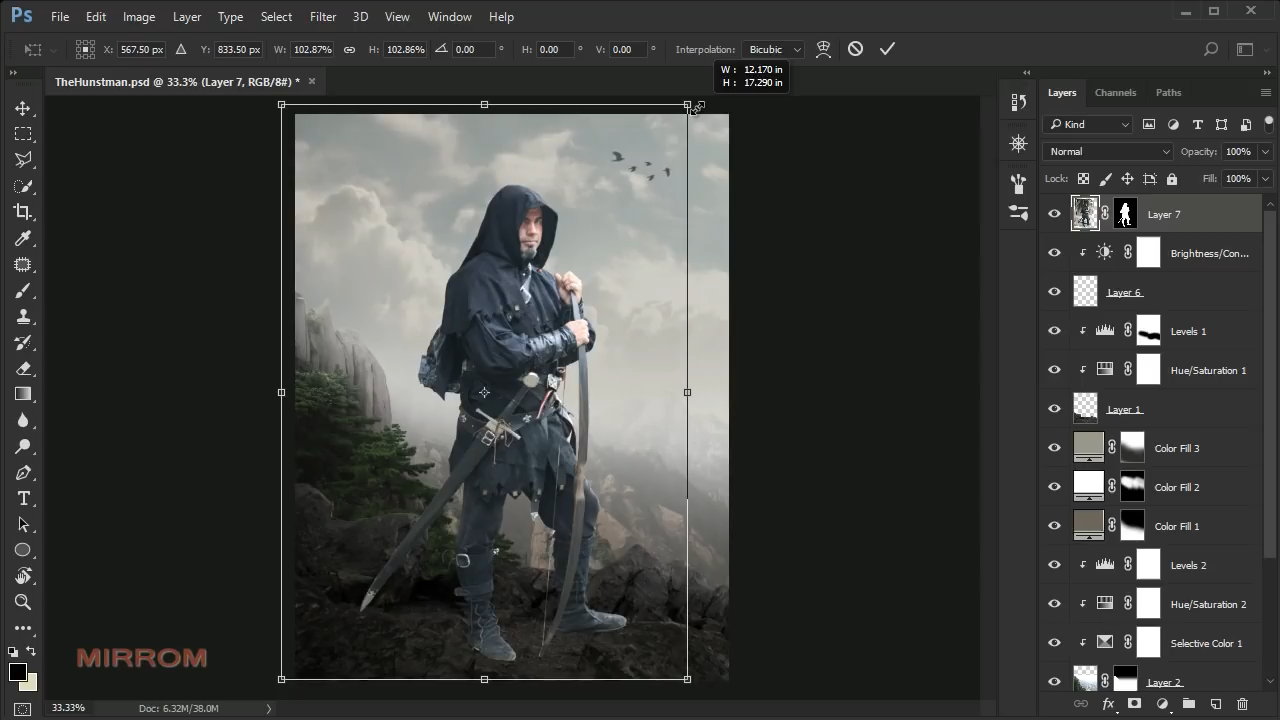 Ps File Edit Image Layer Type Select Filter 3D View Window Help
X: 567.50 px Y: 833.50 px W: 102.87% H: 102.86% 0.00 ° H: 0.00 ° V: 0.00 ° Interpolation: Bicubic
W : 12.170 in
H : 17.290 in
TheHunstman.psd @ 33.3% (Layer 7, RGB/8#) *
Layers Channels Paths
Kind
Normal Opacity: 100%
Lock: Fill: 100%
Layer 7
Brightness/Con...
Layer 6
Levels 1
Hue/Saturation 1
Layer 1
Color Fill 3
Color Fill 2
Color Fill 1
Levels 2
Hue/Saturation 2
Selective Color 1
Layer 2
MIRROM
33.33% Doc: 6.32M/38.0M